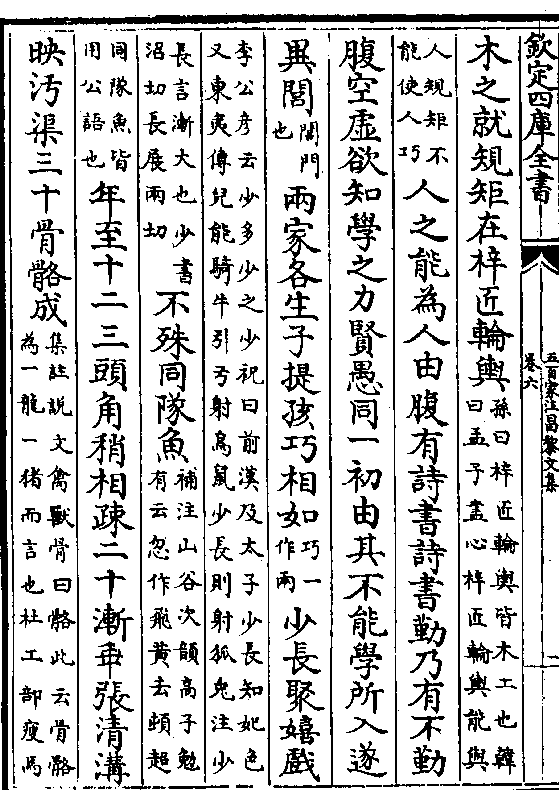 欽定四庫全書
五百家注昌黎文集
卷六
一
木之就規矩在梓匠輪輿
孫曰梓匠輪輿皆木工也韓
曰孟子盡心梓匠輪輿能與
人規矩不
能使人巧
人之能為人由腹有詩書詩書勤乃有不勤
腹空虛欲知學之力賢愚同一初由其不能學所入遂
異閭
閭門
也
兩家各生子提孩巧相如
巧一
作兩
少長聚嬉戲
李公彦云少多少之少祝曰前漢及太子少長知妃色
又東夷傳兒能騎牛引弓射鳥鼠少長則射狐兔注少
長言漸大也少書
沼切長展兩切
不殊同隊魚
補注山谷次韻高子勉
有云忽作飛黃去頓超
同隊魚皆
用公語也
年至十二三頭角稍相疎二十漸乖張清溝
映汚渠三十骨骼成
集註說文禽獸骨曰骼此云骨骼
為一龍一猪而言也杜工部瘦馬